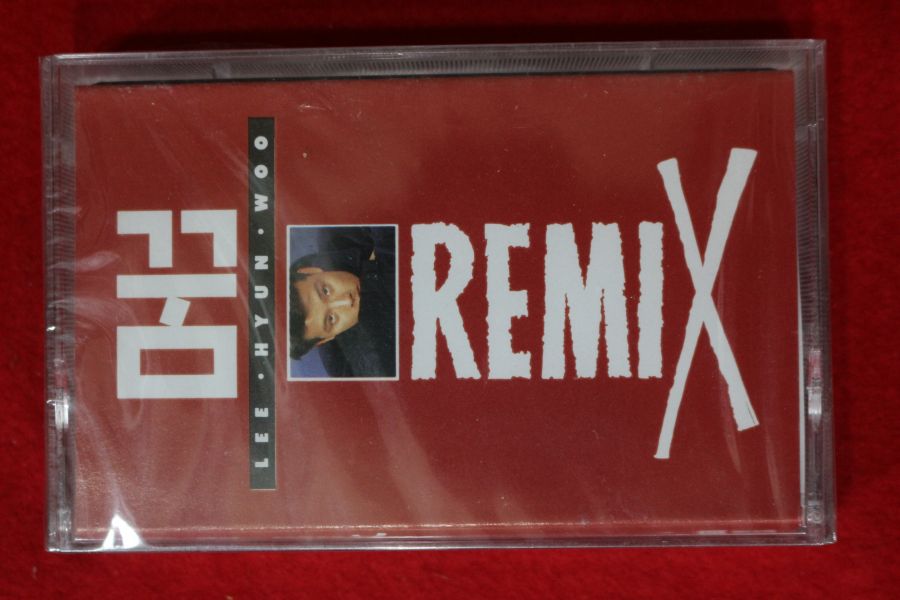 꿈
LEE · HYUN · WOO
REMIX